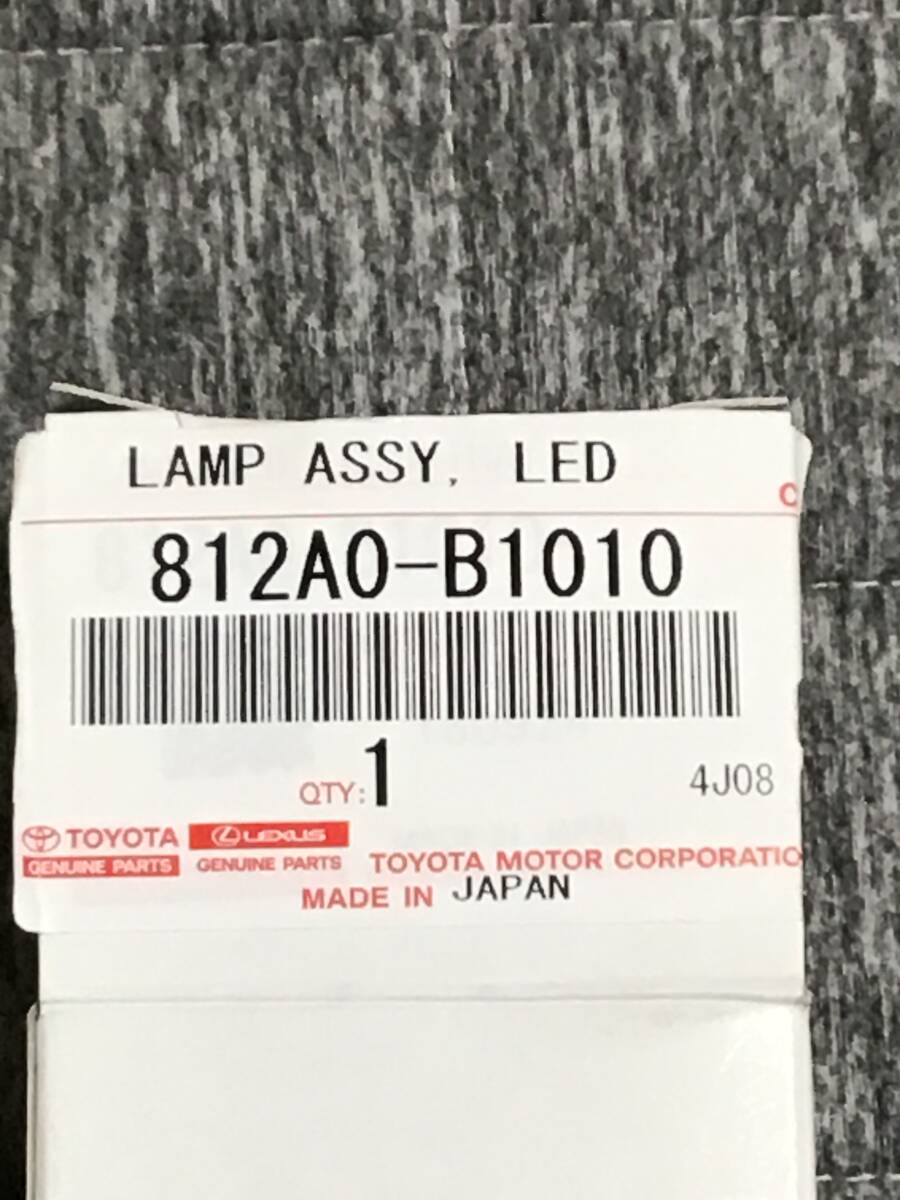 LAMP ASSY, LED
812A0-B1010
QTY: 1
4J08
TOYOTA LEXUS
GENUINE PARTS GENUINE PARTS TOYOTA MOTOR CORPORATIO
MADE IN JAPAN